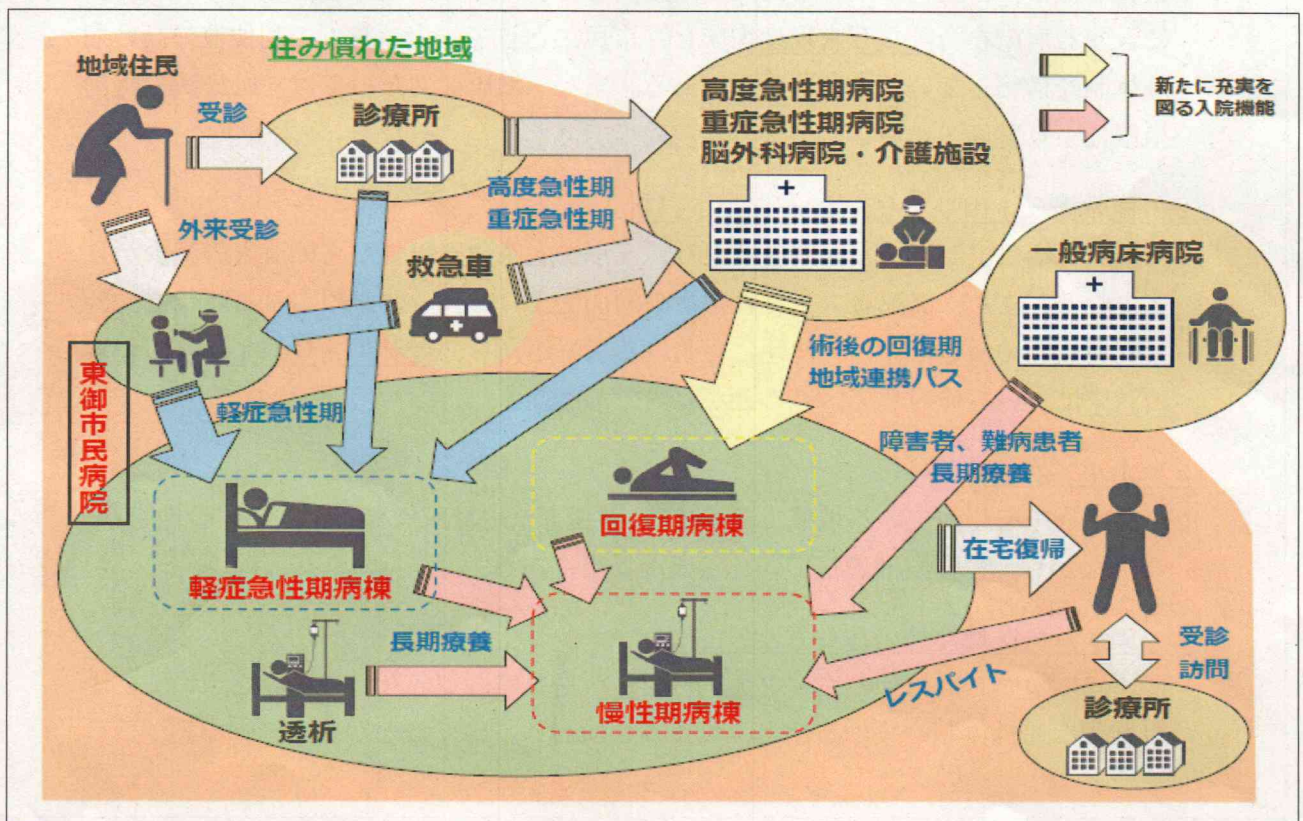 住み慣れた地域
地域住民
受診
診療所
高度急性期病院
重症急性期病院
脳外科病院・介護施設
新たに充実を
図る入院機能
高度急性期
重症急性期
外来受診
救急車
一般病床病院
東御市民病院
軽症急性期
術後の回復期
地域連携パス
障害者、難病患者
長期療養
回復期病棟
軽症急性期病棟
在宅復帰
長期療養
透析
慢性期病棟
レスパイト
受診
訪問
診療所